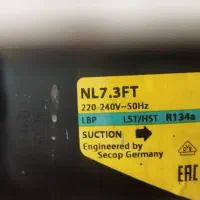 NL7.3FT
220-240V~50Hz
LBP LST/HST R134a
SUCTION
Engineered by
Secop Germany
EAC